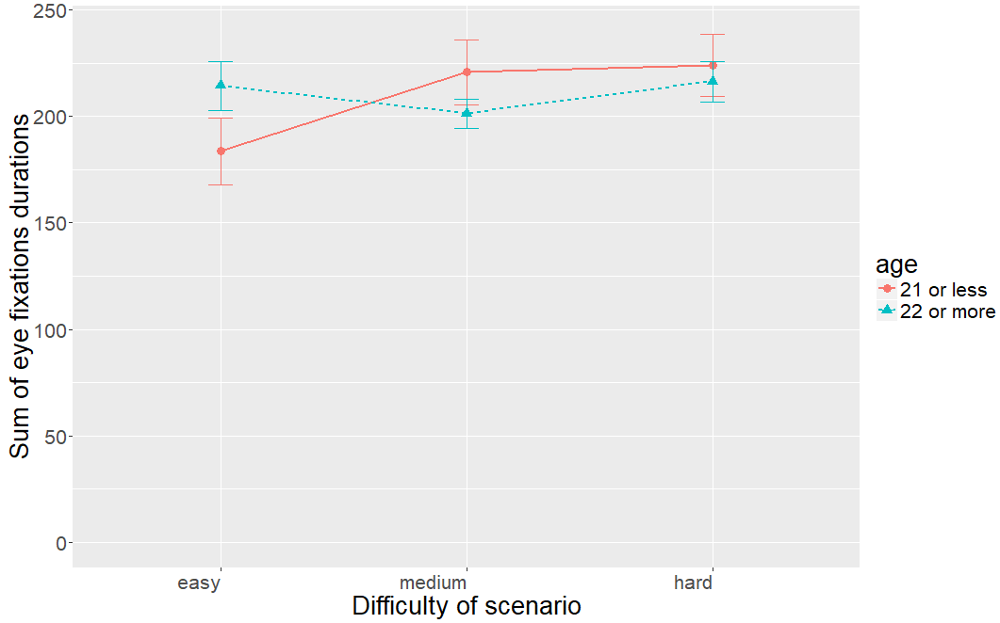 250
200
150
100
50
0
Sum of eye fixations durations
easy
medium
hard
Difficulty of scenario
age
21 or less
22 or more